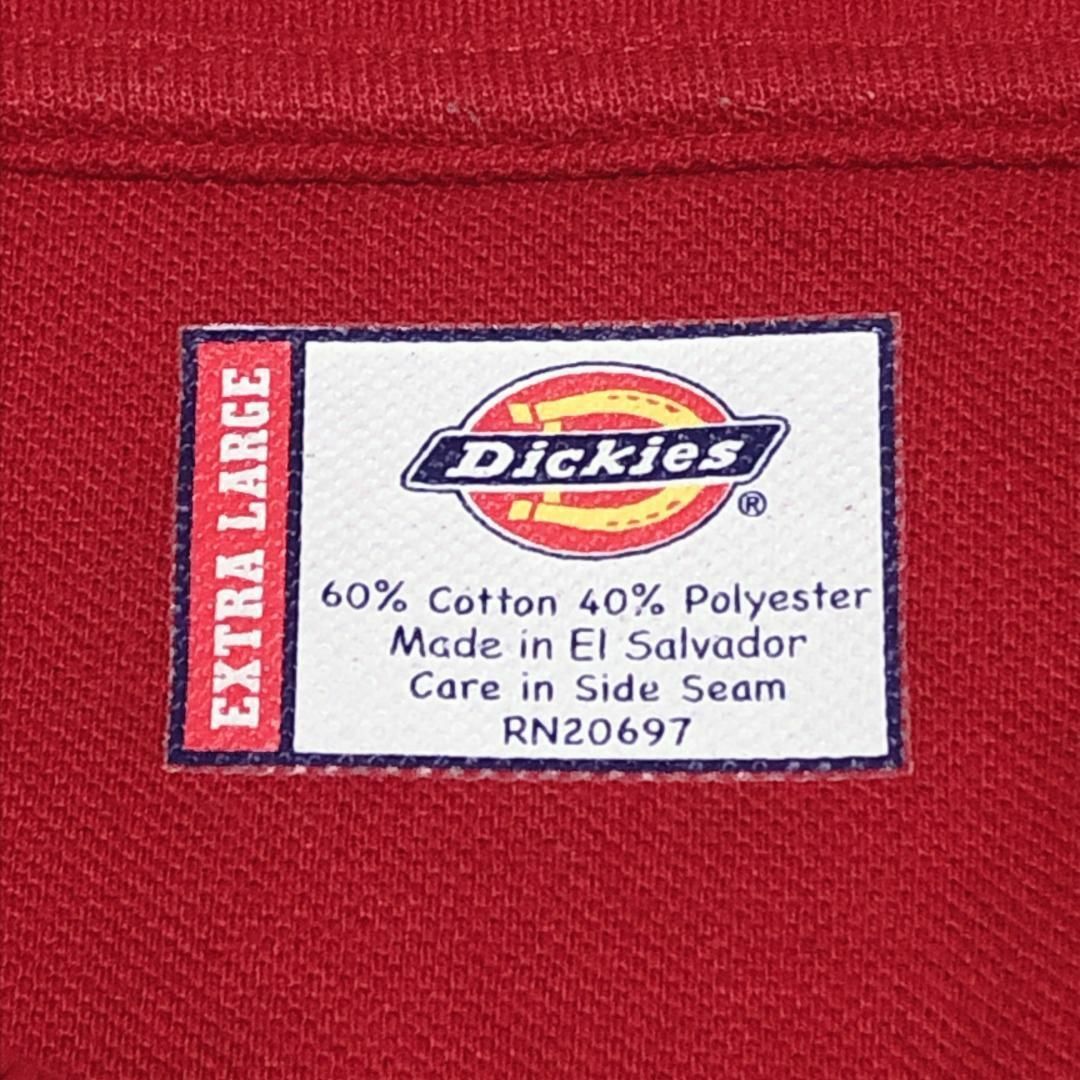 EXTRA LARGE
Dickies
®
60% Cotton 40% Polyester
Made in El Salvador
Care in Side Seam
RN20697